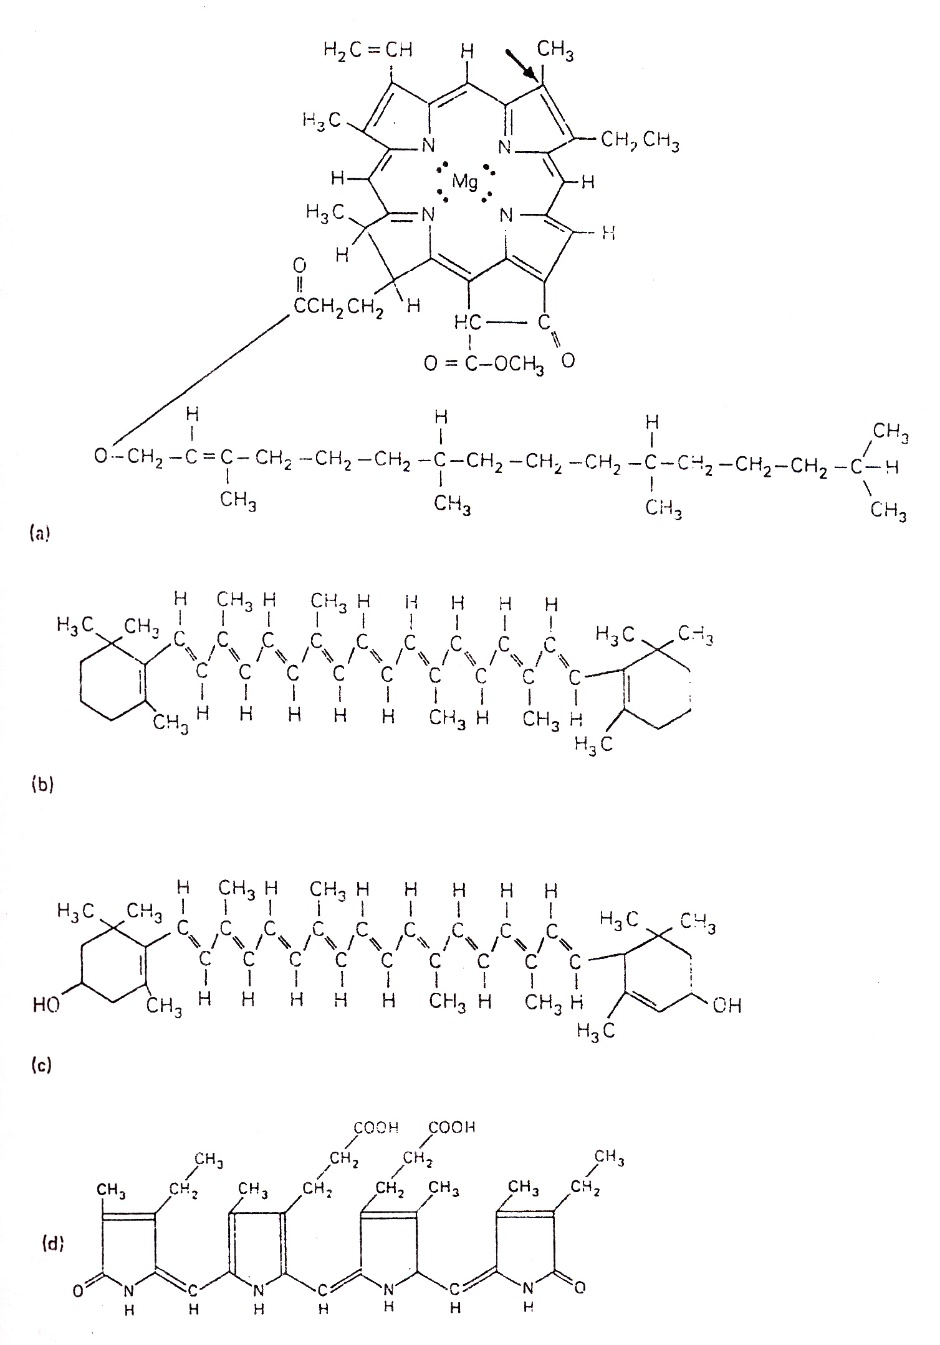 H₂C=CH H CH₃
H₃C N N CH₂CH₃
H Mg H
H₃C N N H
H
O
CCH₂CH₂ H HC C
O=C-OCH₃ O
H H H CH₃
O-CH₂-C=C-CH₂-CH₂-CH₂-C-CH₂-CH₂-CH₂-C-CH₂-CH₂-CH₂-C-H
CH₃ CH₃ CH₃ CH₃
(a)
H CH₃ H CH₃ H H H H H
H₃C CH₃ H₃C CH₃
C C C C C C C C C
C C C C C C C C C
CH₃ H H H H H CH₃ H CH₃ H
H₃C
(b)
H CH₃ H CH₃ H H H H H
H₃C CH₃ H₃C CH₃
C C C C C C C C C
C C C C C C C C C
HO CH₃ H H H H H CH₃ H CH₃ H OH
H₃C
(c)
COOH COOH
CH₃ CH₂ CH₂ CH₃
CH₃ CH₂ CH₃ CH₂ CH₂ CH₃ CH₃ CH₂
(d)
O N C N C N C N O
H H H H H H H